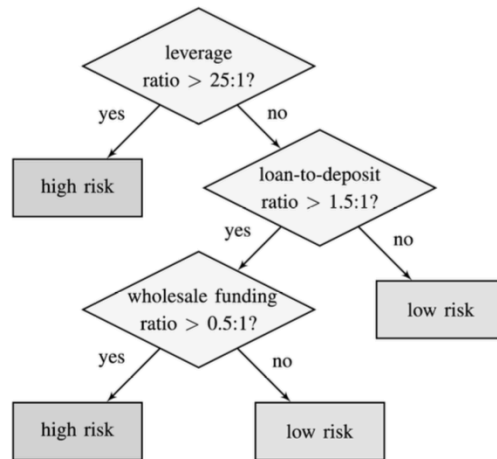 leverage
ratio > 25:1?
yes
no
high risk
loan-to-deposit
ratio > 1.5:1?
yes
no
wholesale funding
ratio > 0.5:1?
low risk
yes
no
high risk
low risk